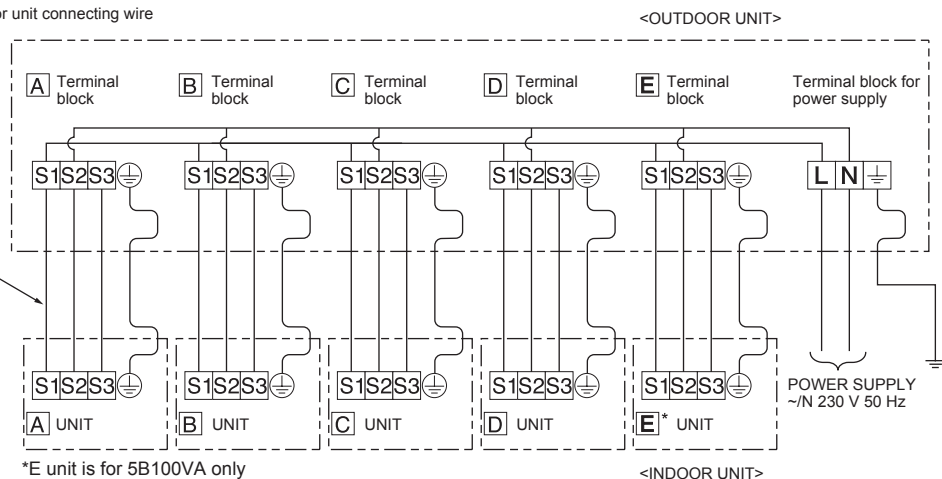 r unit connecting wire
<OUTDOOR UNIT>
A Terminal block
B Terminal block
C Terminal block
D Terminal block
E Terminal block
Terminal block for power supply
S1 S2 S3
S1 S2 S3
S1 S2 S3
S1 S2 S3
S1 S2 S3
L N
S1 S2 S3
S1 S2 S3
S1 S2 S3
S1 S2 S3
S1 S2 S3
POWER SUPPLY
~/N 230 V 50 Hz
A UNIT
B UNIT
C UNIT
D UNIT
E* UNIT
*E unit is for 5B100VA only
<INDOOR UNIT>